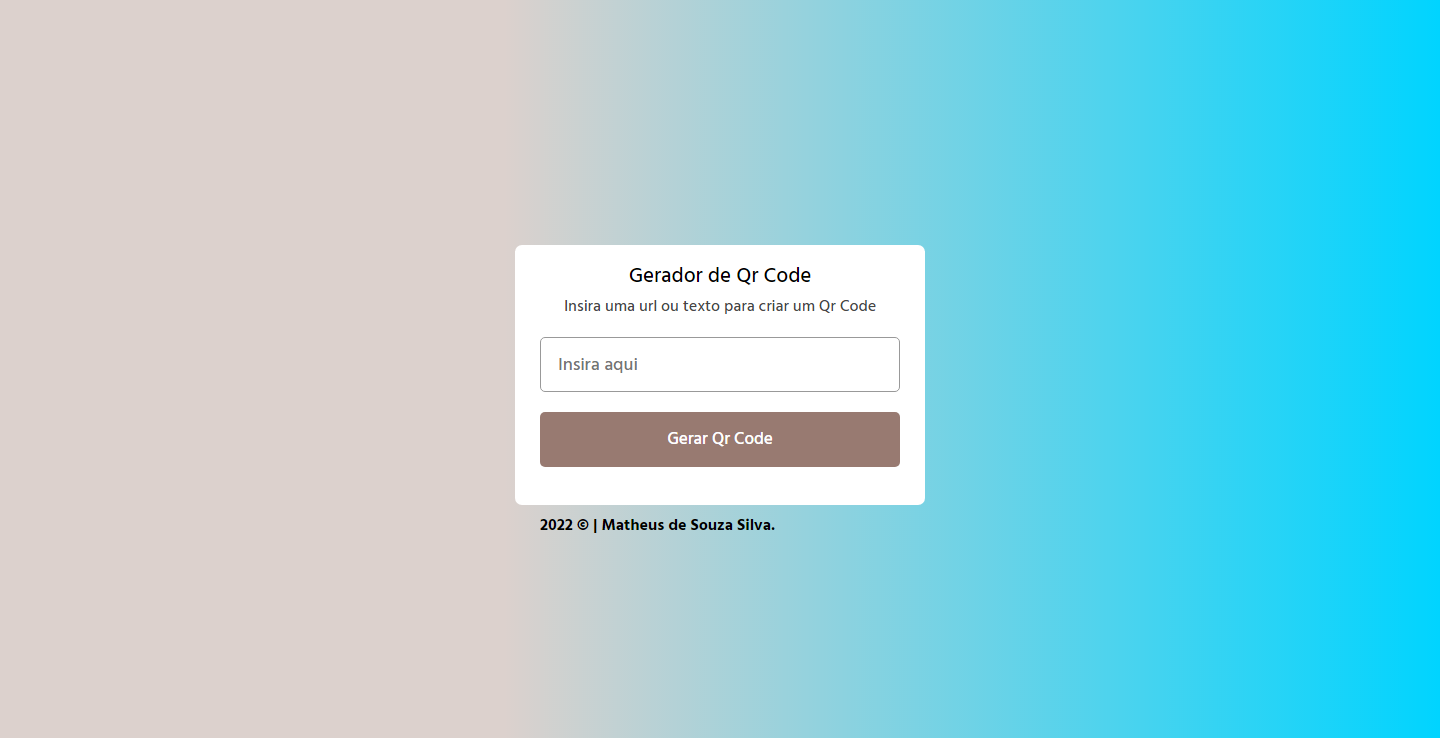 Gerador de Qr Code
Insira uma url ou texto para criar um Qr Code
Insira aqui
Gerar Qr Code
2022 © | Matheus de Souza Silva.